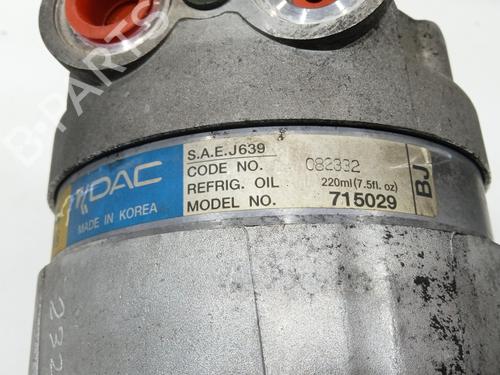 B-PARTS
DAC
MADE IN KOREA
S.A.E.J639
CODE NO. 082332
REFRIG. OIL 220ml(7.5fl. oz)
MODEL NO. 715029
BJ
232